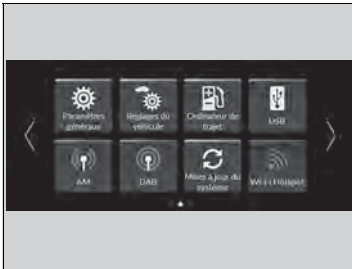 Paramètres
généraux
Réglages du
véhicule
Ordinateur de
trajet
USB
AM
DAB
Mises à jour du
système
Wi-Fi Hotspot